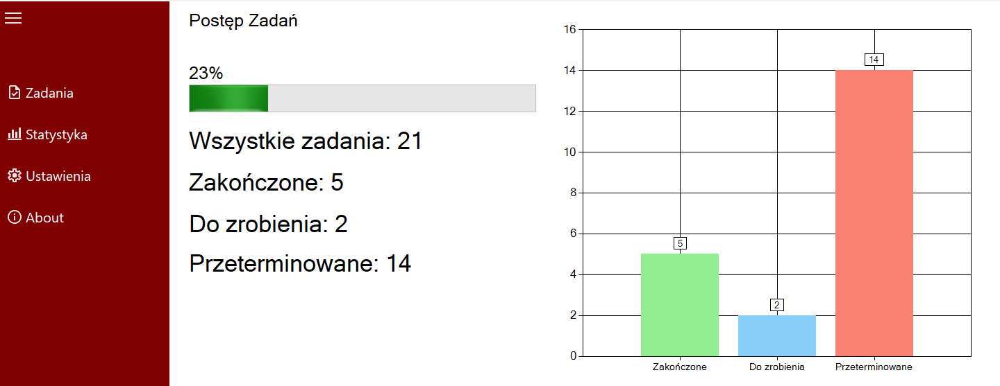 Zadania
Statystyka
Ustawienia
About
Postęp Zadań
23%
Wszystkie zadania: 21
Zakończone: 5
Do zrobienia: 2
Przeterminowane: 14
16
14
12
10
8
6
4
2
0
5
2
14
Zakończone
Do zrobienia
Przeterminowane